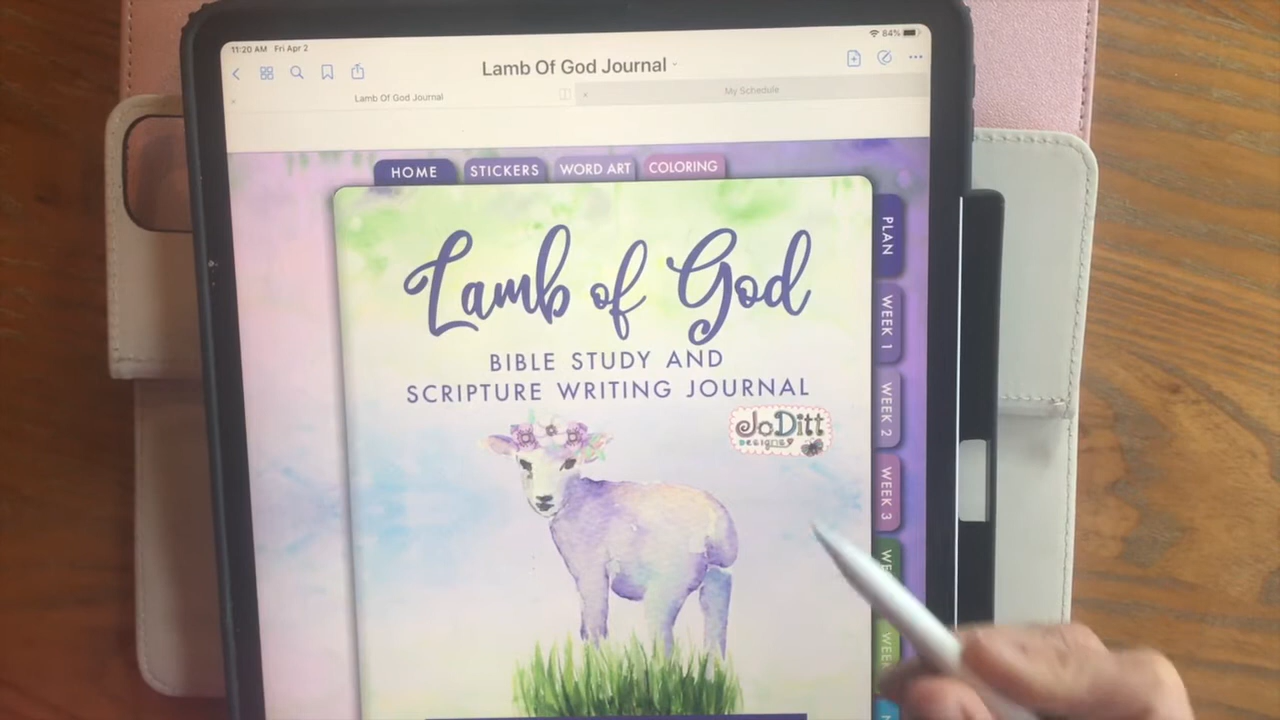 11:20 AM Fri Apr 2
84%
Lamb Of God Journal
Lamb Of God Journal
My Schedule
HOME
STICKERS
WORD ART
COLORING
Lamb of God
BIBLE STUDY AND
SCRIPTURE WRITING JOURNAL
JoDitt
Designs
PLAN
WEEK 1
WEEK 2
WEEK 3
WE
WEEK